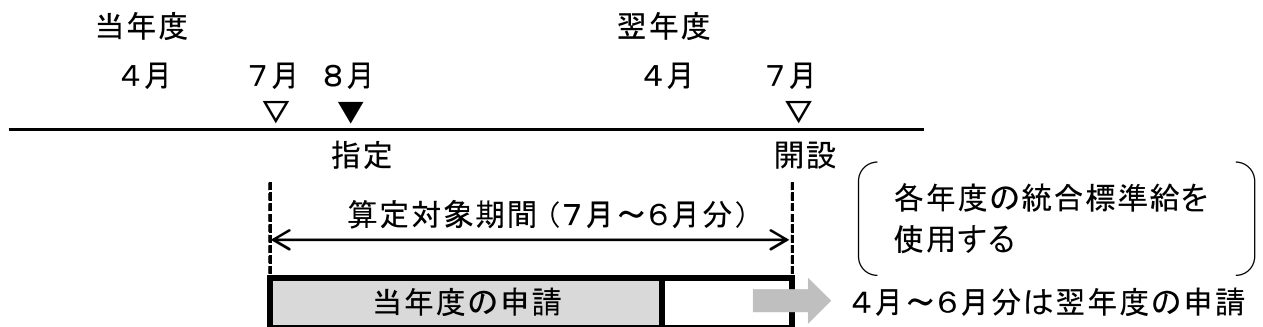 当年度 翌年度
4月 7月 8月 4月 7月
指定 開設
各年度の統合標準給を
使用する
算定対象期間（7月～6月分）
当年度の申請
4月～6月分は翌年度の申請